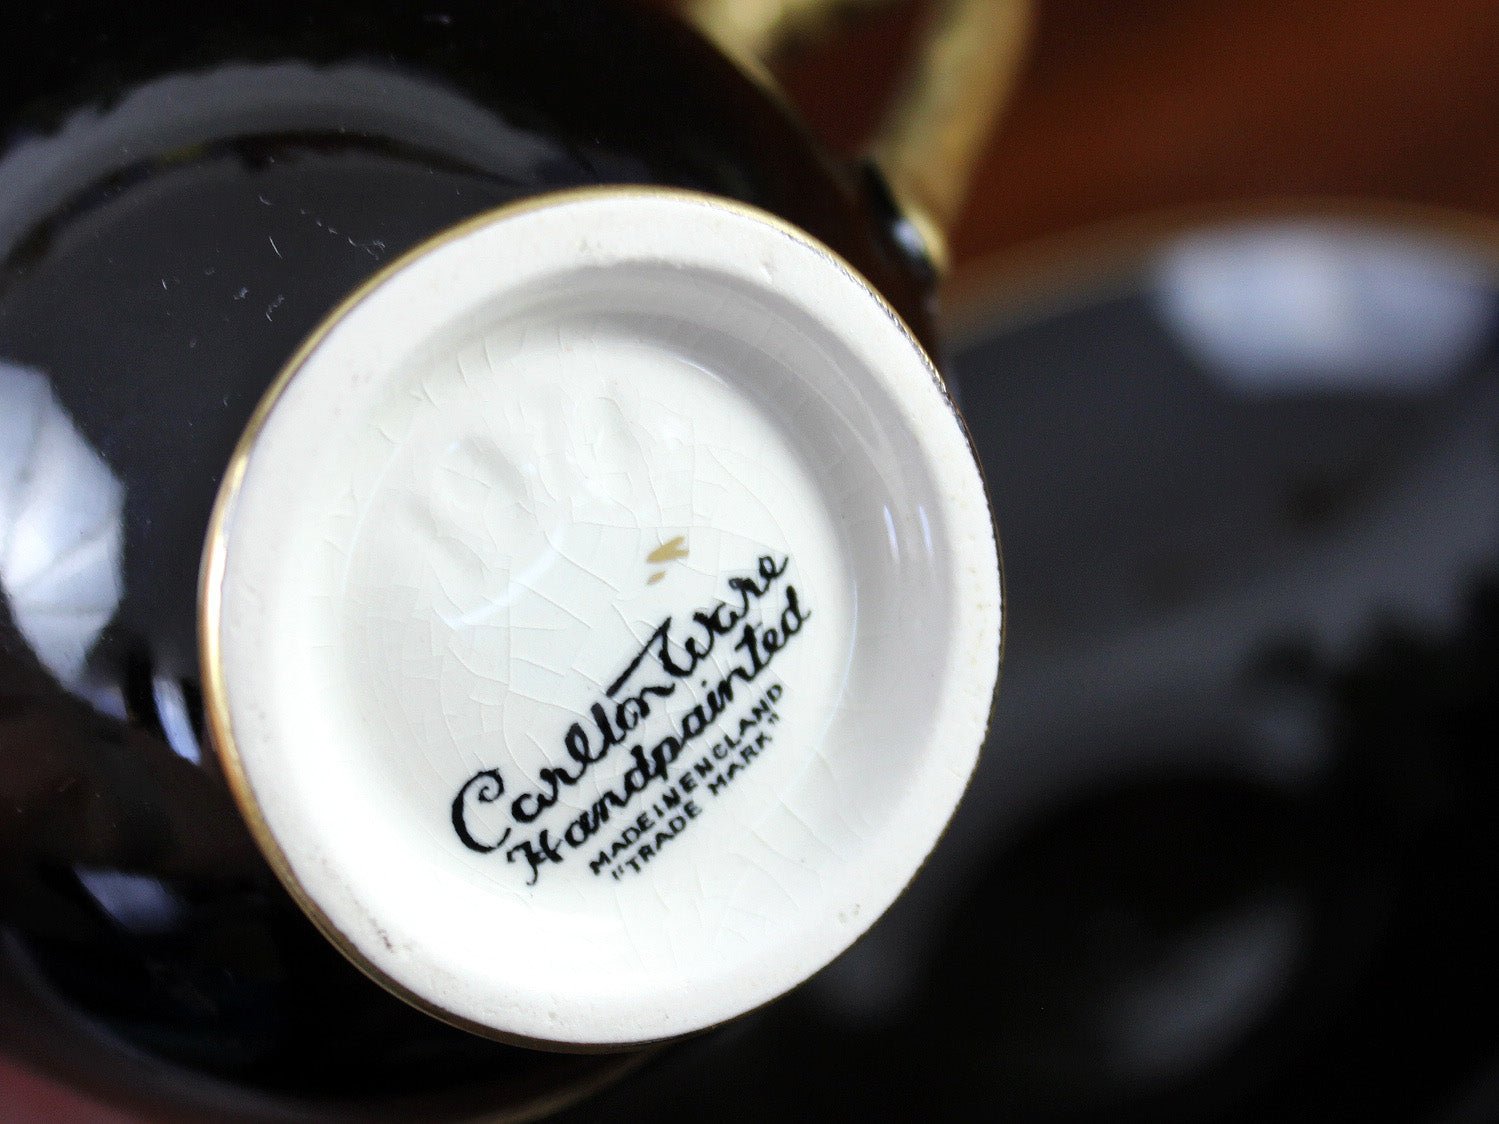 Carlton Ware
Handpainted
MADE IN ENGLAND
"TRADE MARK"